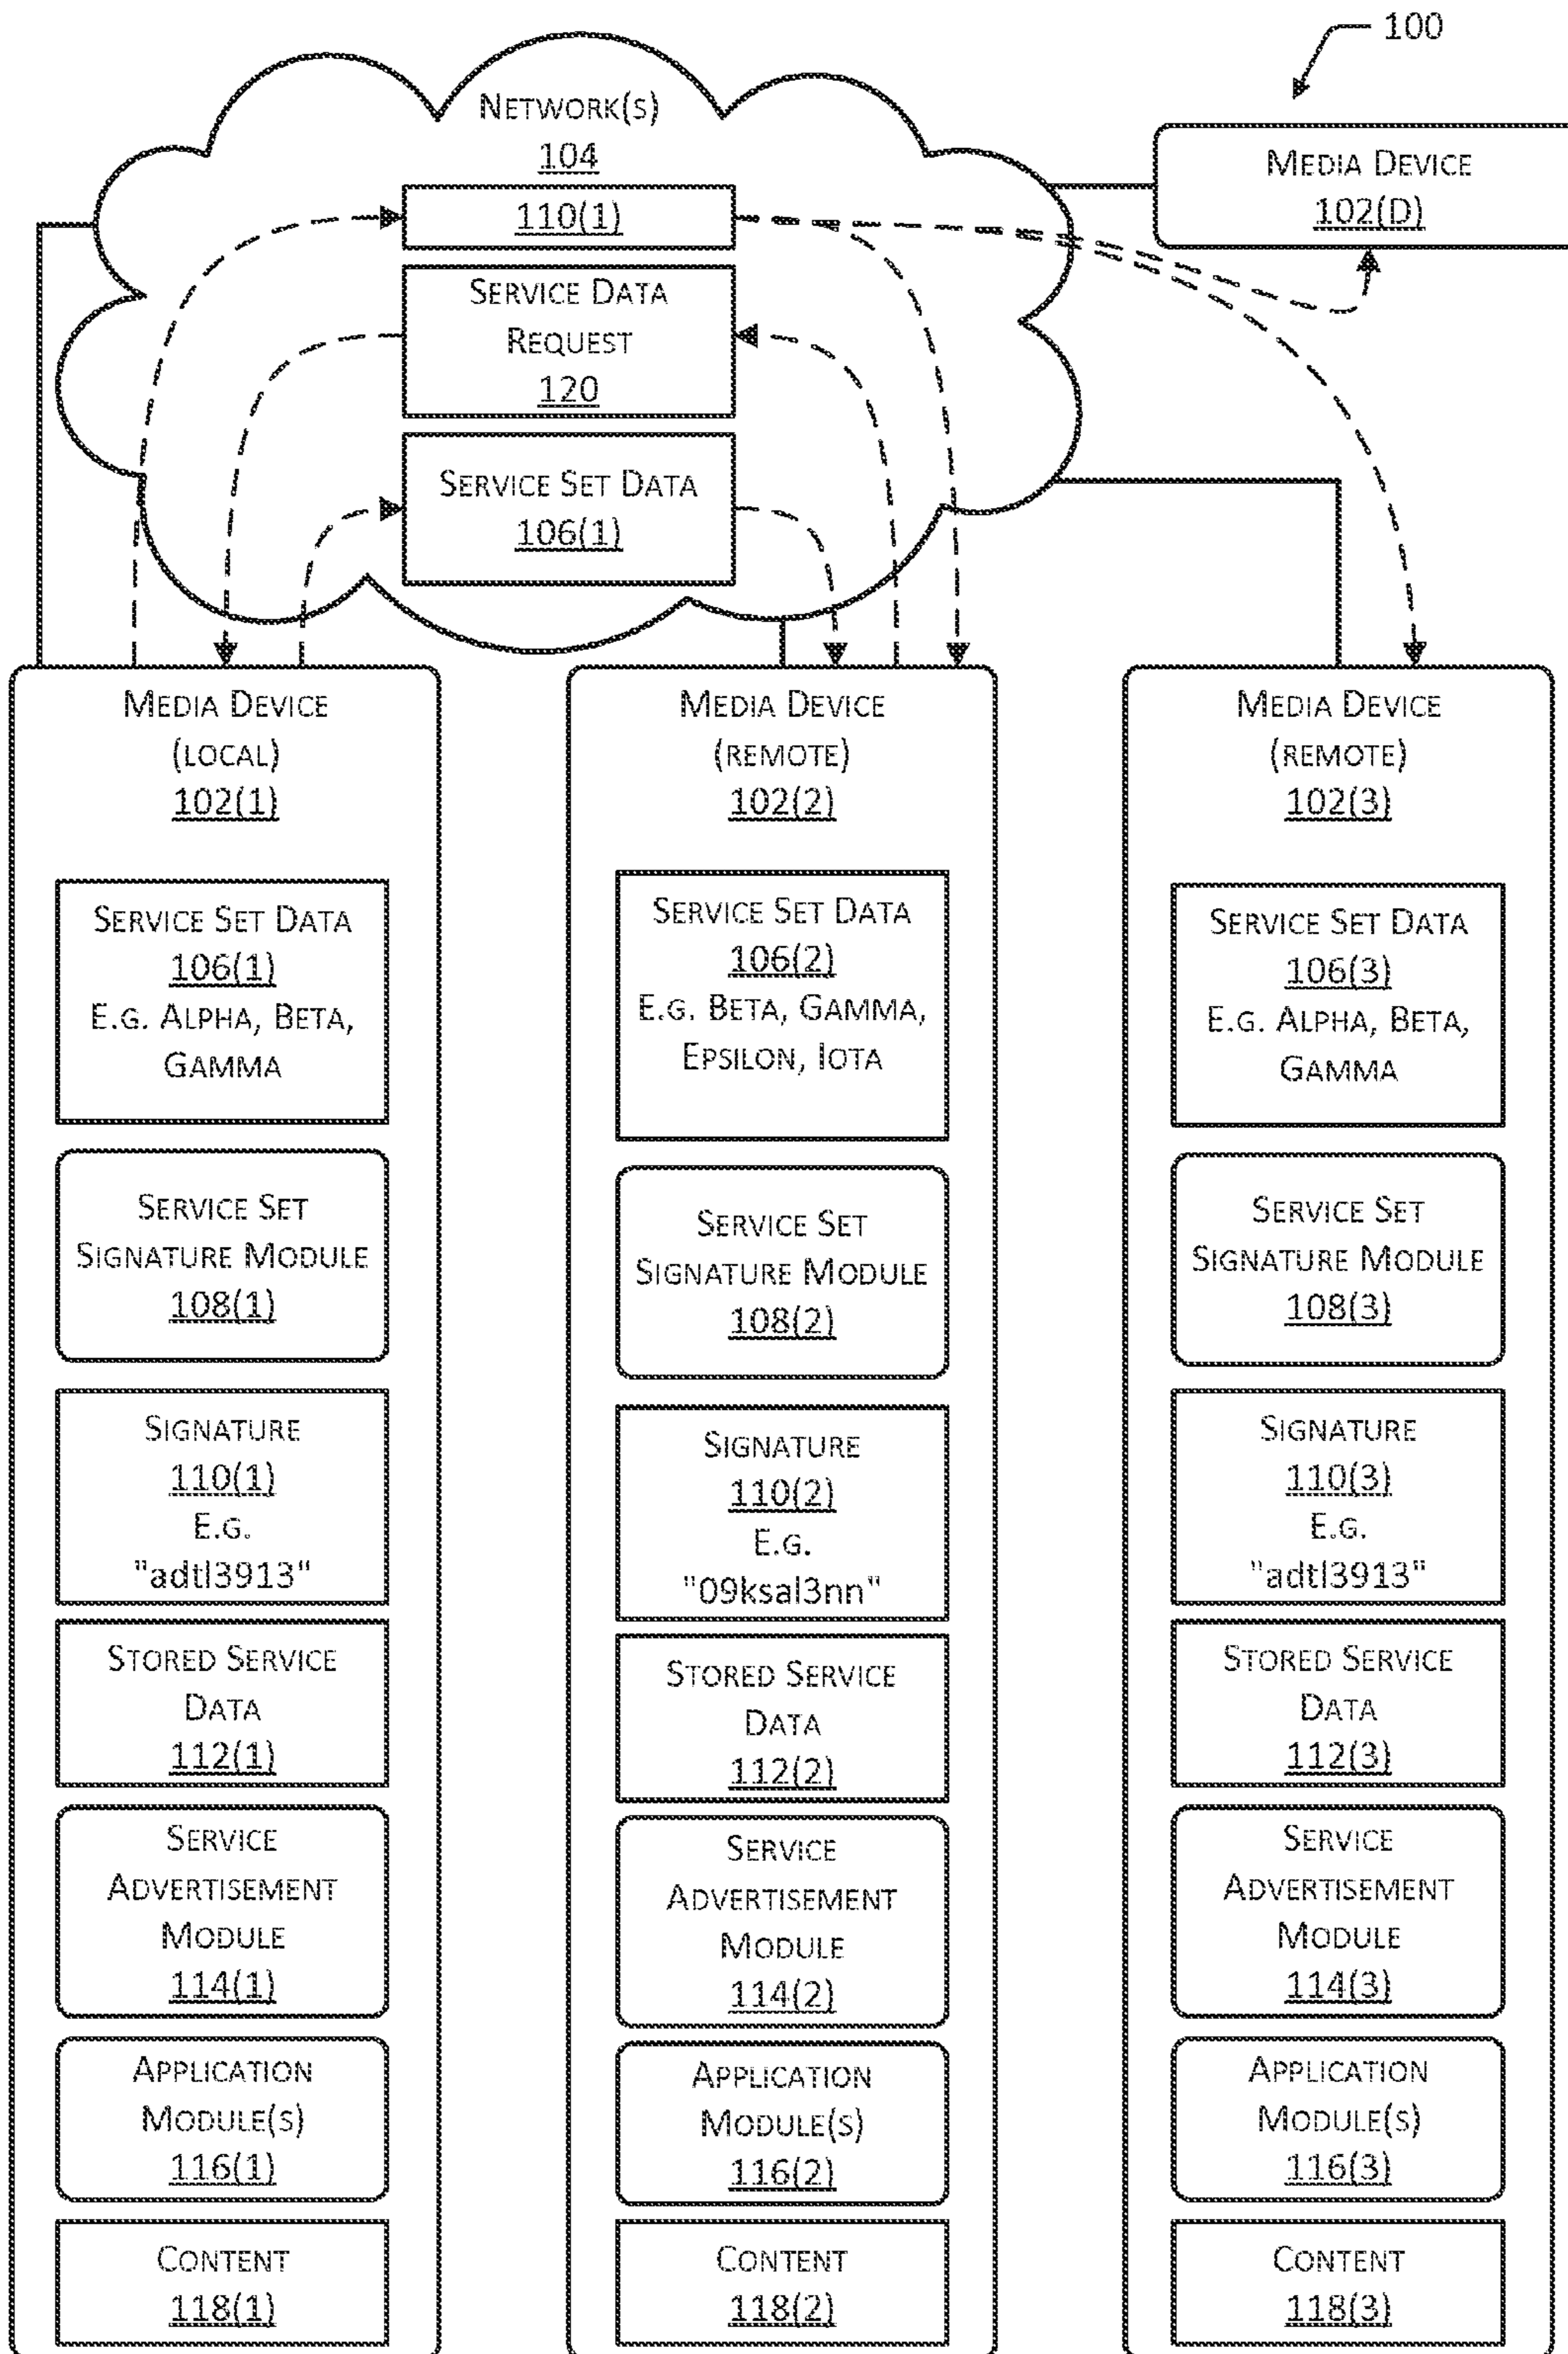 100
NETWORK(S)
104
110(1)
SERVICE DATA
REQUEST
120
SERVICE SET DATA
106(1)
MEDIA DEVICE
102(D)
MEDIA DEVICE
(LOCAL)
102(1)
SERVICE SET DATA
106(1)
E.G. ALPHA, BETA,
GAMMA
SERVICE SET
SIGNATURE MODULE
108(1)
SIGNATURE
110(1)
E.G.
"adtl3913"
STORED SERVICE
DATA
112(1)
SERVICE
ADVERTISEMENT
MODULE
114(1)
APPLICATION
MODULE(S)
116(1)
CONTENT
118(1)
MEDIA DEVICE
(REMOTE)
102(2)
SERVICE SET DATA
106(2)
E.G. BETA, GAMMA,
EPSILON, IOTA
SERVICE SET
SIGNATURE MODULE
108(2)
SIGNATURE
110(2)
E.G.
"09ksal3nn"
STORED SERVICE
DATA
112(2)
SERVICE
ADVERTISEMENT
MODULE
114(2)
APPLICATION
MODULE(S)
116(2)
CONTENT
118(2)
MEDIA DEVICE
(REMOTE)
102(3)
SERVICE SET DATA
106(3)
E.G. ALPHA, BETA,
GAMMA
SERVICE SET
SIGNATURE MODULE
108(3)
SIGNATURE
110(3)
E.G.
"adtl3913"
STORED SERVICE
DATA
112(3)
SERVICE
ADVERTISEMENT
MODULE
114(3)
APPLICATION
MODULE(S)
116(3)
CONTENT
118(3)